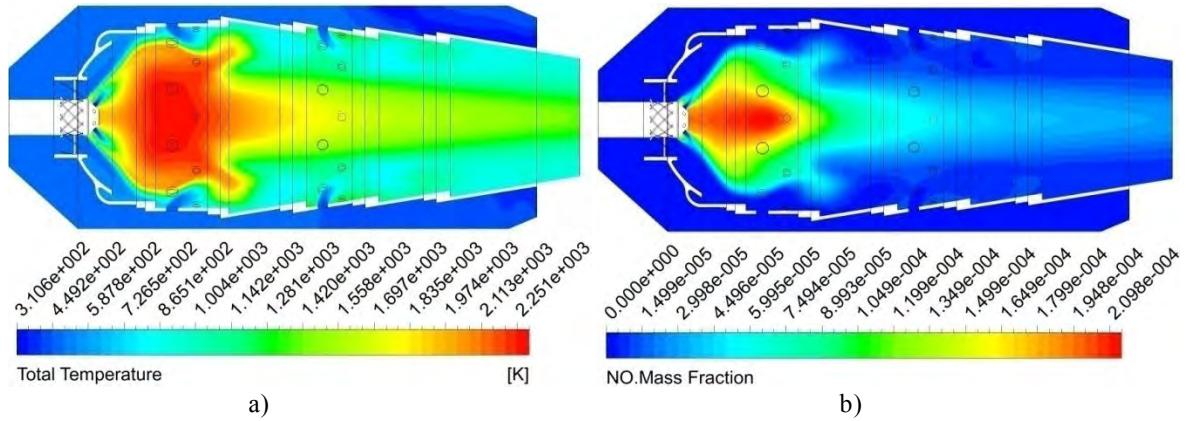 3.106e+002
4.492e+002
5.878e+002
7.265e+002
8.651e+002
1.004e+003
1.142e+003
1.281e+003
1.420e+003
1.558e+003
1.697e+003
1.835e+003
1.974e+003
2.113e+003
2.251e+003
Total Temperature [K]
a)
0.000e+000
1.499e-005
2.998e-005
4.496e-005
5.995e-005
7.494e-005
8.993e-005
1.049e-004
1.199e-004
1.349e-004
1.499e-004
1.649e-004
1.799e-004
1.948e-004
2.098e-004
NO.Mass Fraction
b)